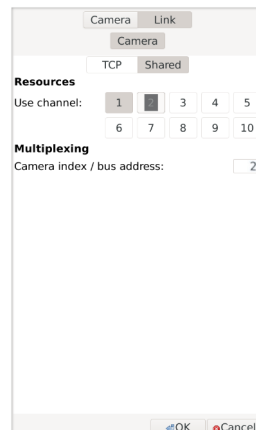 Camera Link
Camera
TCP Shared
Resources
Use channel: 1 2 3 4 5
6 7 8 9 10
Multiplexing
Camera index / bus address: 2
OK Cancel